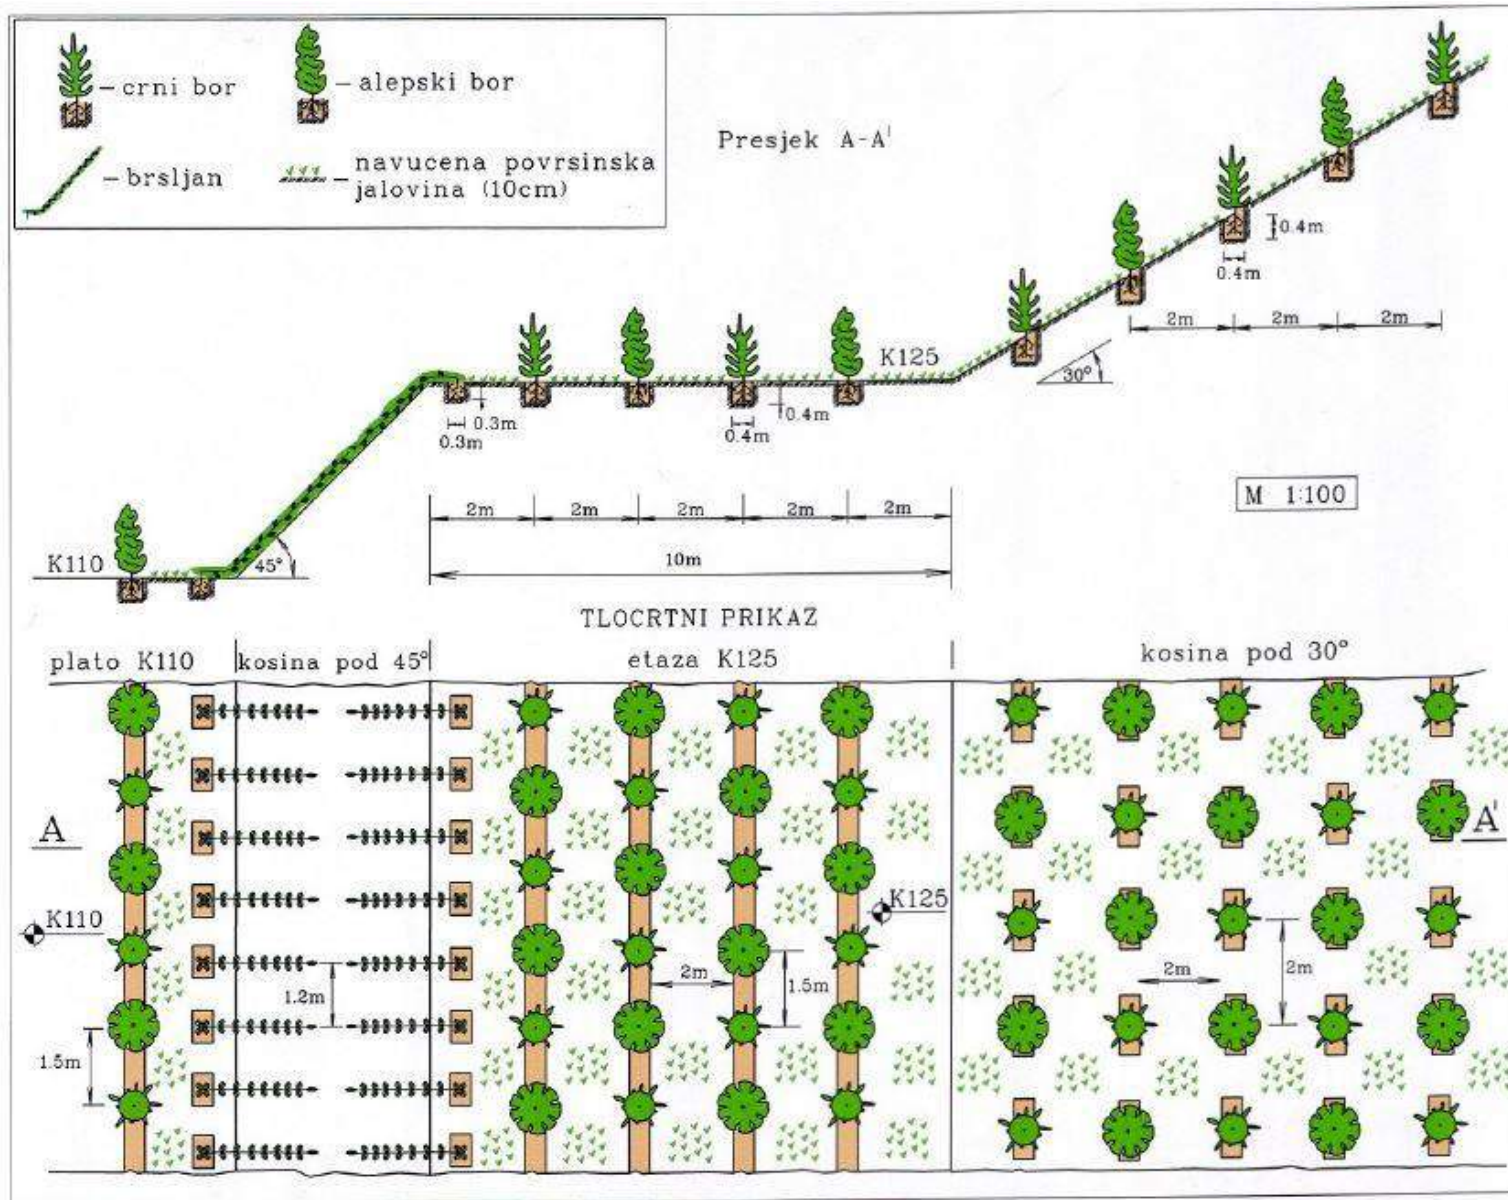 – crni bor
– alepski bor
– brsljan
– navucena povrsinska
jalovina (10cm)
Presjek A-A'
0.4m
0.4m
2m 2m 2m
K125
30°
0.3m
0.3m
0.4m
0.4m
M 1:100
2m 2m 2m 2m 2m
K110
45°
10m
TLOCRTNI PRIKAZ
plato K110
kosina pod 45°
etaza K125
kosina pod 30°
A
A'
K110
K125
1.2m
2m
1.5m
2m
2m
1.5m